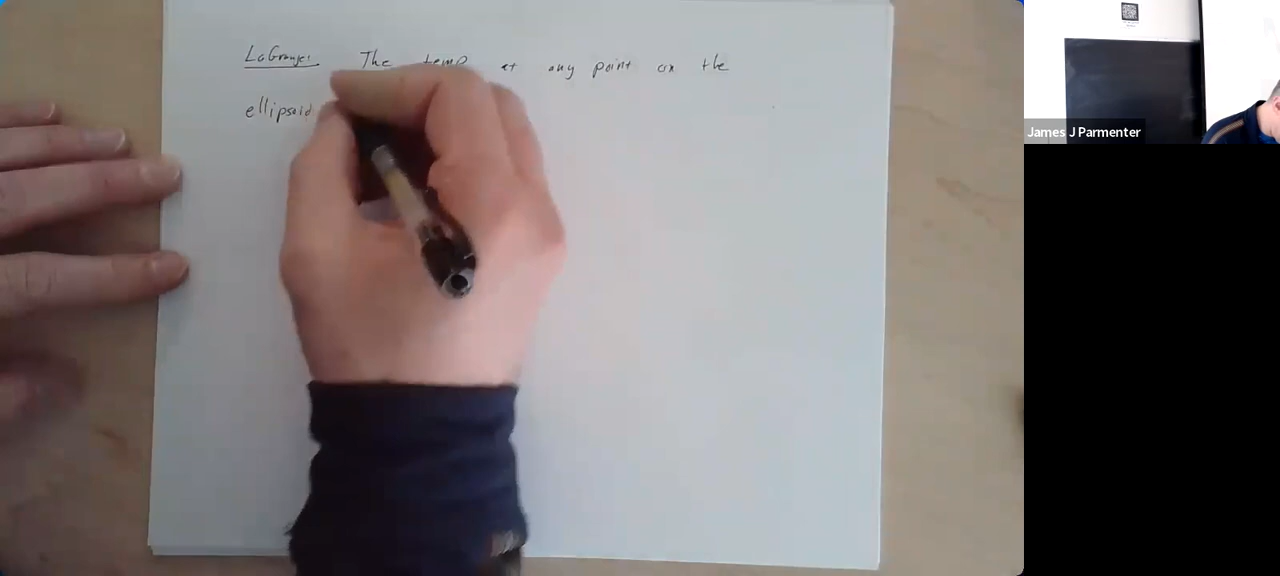 LaGrange: The temp at any point on the
ellipsoid
James J Parmenter